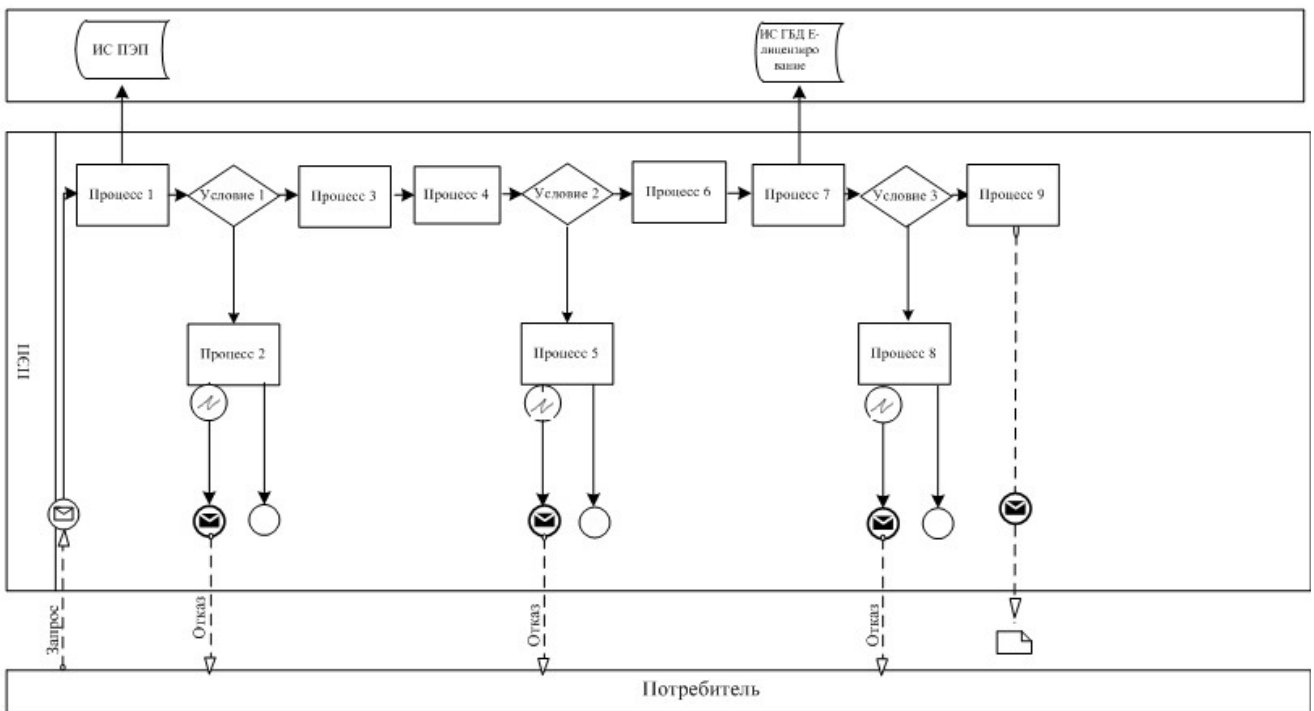 ИС ПЭП
ИС ГБД Е-
лицензиро
вание
ПЭП
Процесс 1
Условие 1
Процесс 3
Процесс 4
Условие 2
Процесс 6
Процесс 7
Условие 3
Процесс 9
Процесс 2
Процесс 5
Процесс 8
Запрос
Отказ
Отказ
Отказ
Потребитель